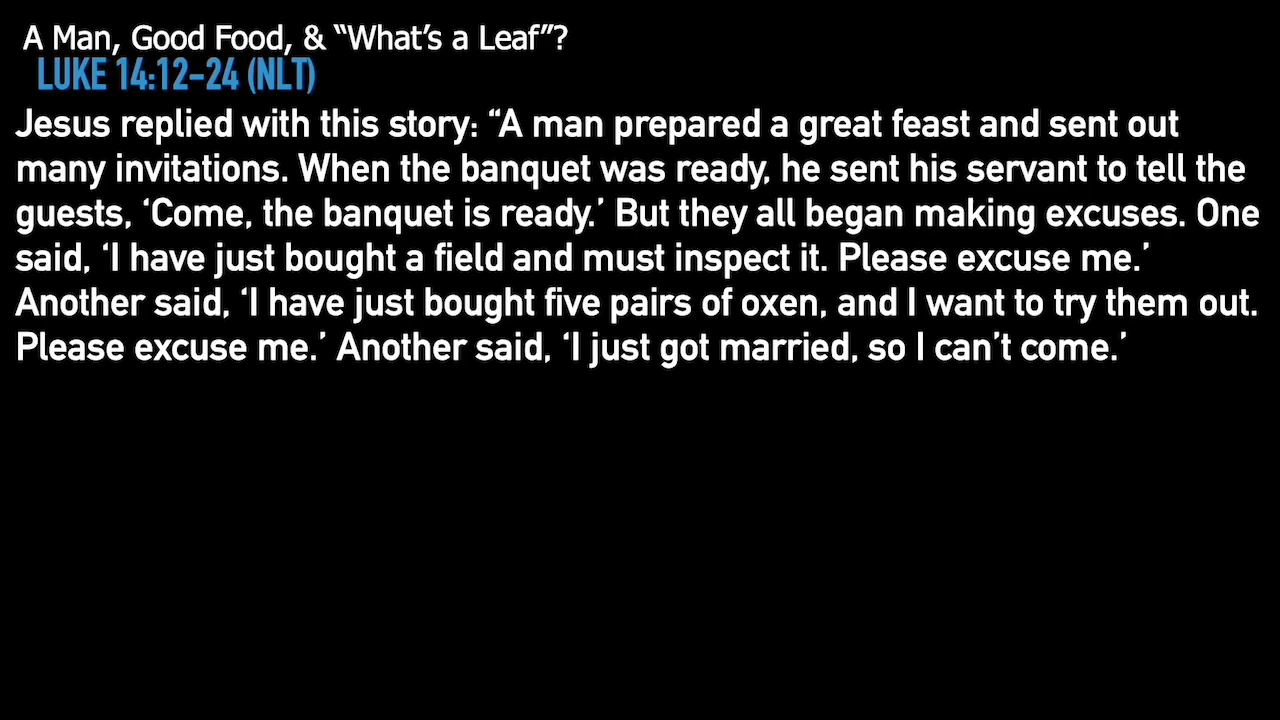 A Man, Good Food, & “What’s a Leaf”?
LUKE 14:12-24 (NLT)
Jesus replied with this story: “A man prepared a great feast and sent out
many invitations. When the banquet was ready, he sent his servant to tell the
guests, ‘Come, the banquet is ready.’ But they all began making excuses. One
said, ‘I have just bought a field and must inspect it. Please excuse me.’
Another said, ‘I have just bought five pairs of oxen, and I want to try them out.
Please excuse me.’ Another said, ‘I just got married, so I can’t come.’